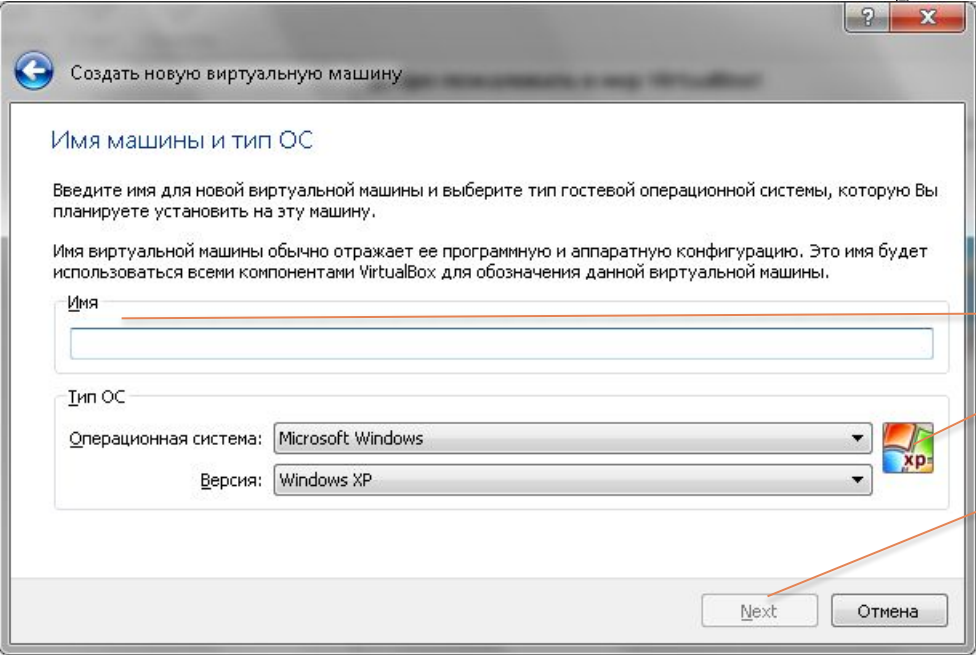 Создать новую виртуальную машину
Имя машины и тип ОС
Введите имя для новой виртуальной машины и выберите тип гостевой операционной системы, которую Вы
планируете установить на эту машину.
Имя виртуальной машины обычно отражает ее программную и аппаратную конфигурацию. Это имя будет
использоваться всеми компонентами VirtualBox для обозначения данной виртуальной машины.
Имя
Тип ОС
Операционная система: Microsoft Windows
xp
Версия: Windows XP
Next Отмена